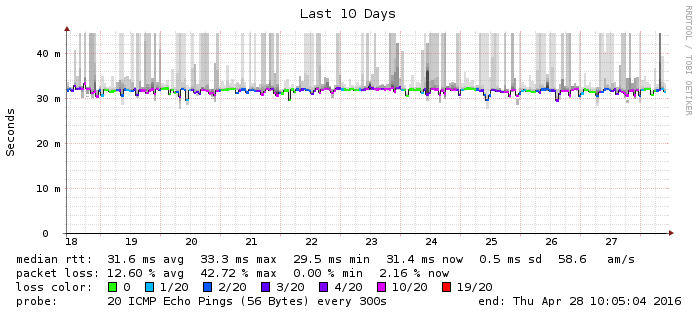 Last 10 Days
RRDTOOL / TOBI OETIKER
Seconds
40 m
30 m
20 m
10 m
0
18 19 20 21 22 23 24 25 26 27
median rtt: 31.6 ms avg 33.3 ms max 29.5 ms min 31.4 ms now 0.5 ms sd 58.6 am/s
packet loss: 12.60 % avg 42.72 % max 0.00 % min 2.16 % now
loss color: 0 1/20 2/20 3/20 4/20 10/20 19/20
probe: 20 ICMP Echo Pings (56 Bytes) every 300s end: Thu Apr 28 10:05:04 2016